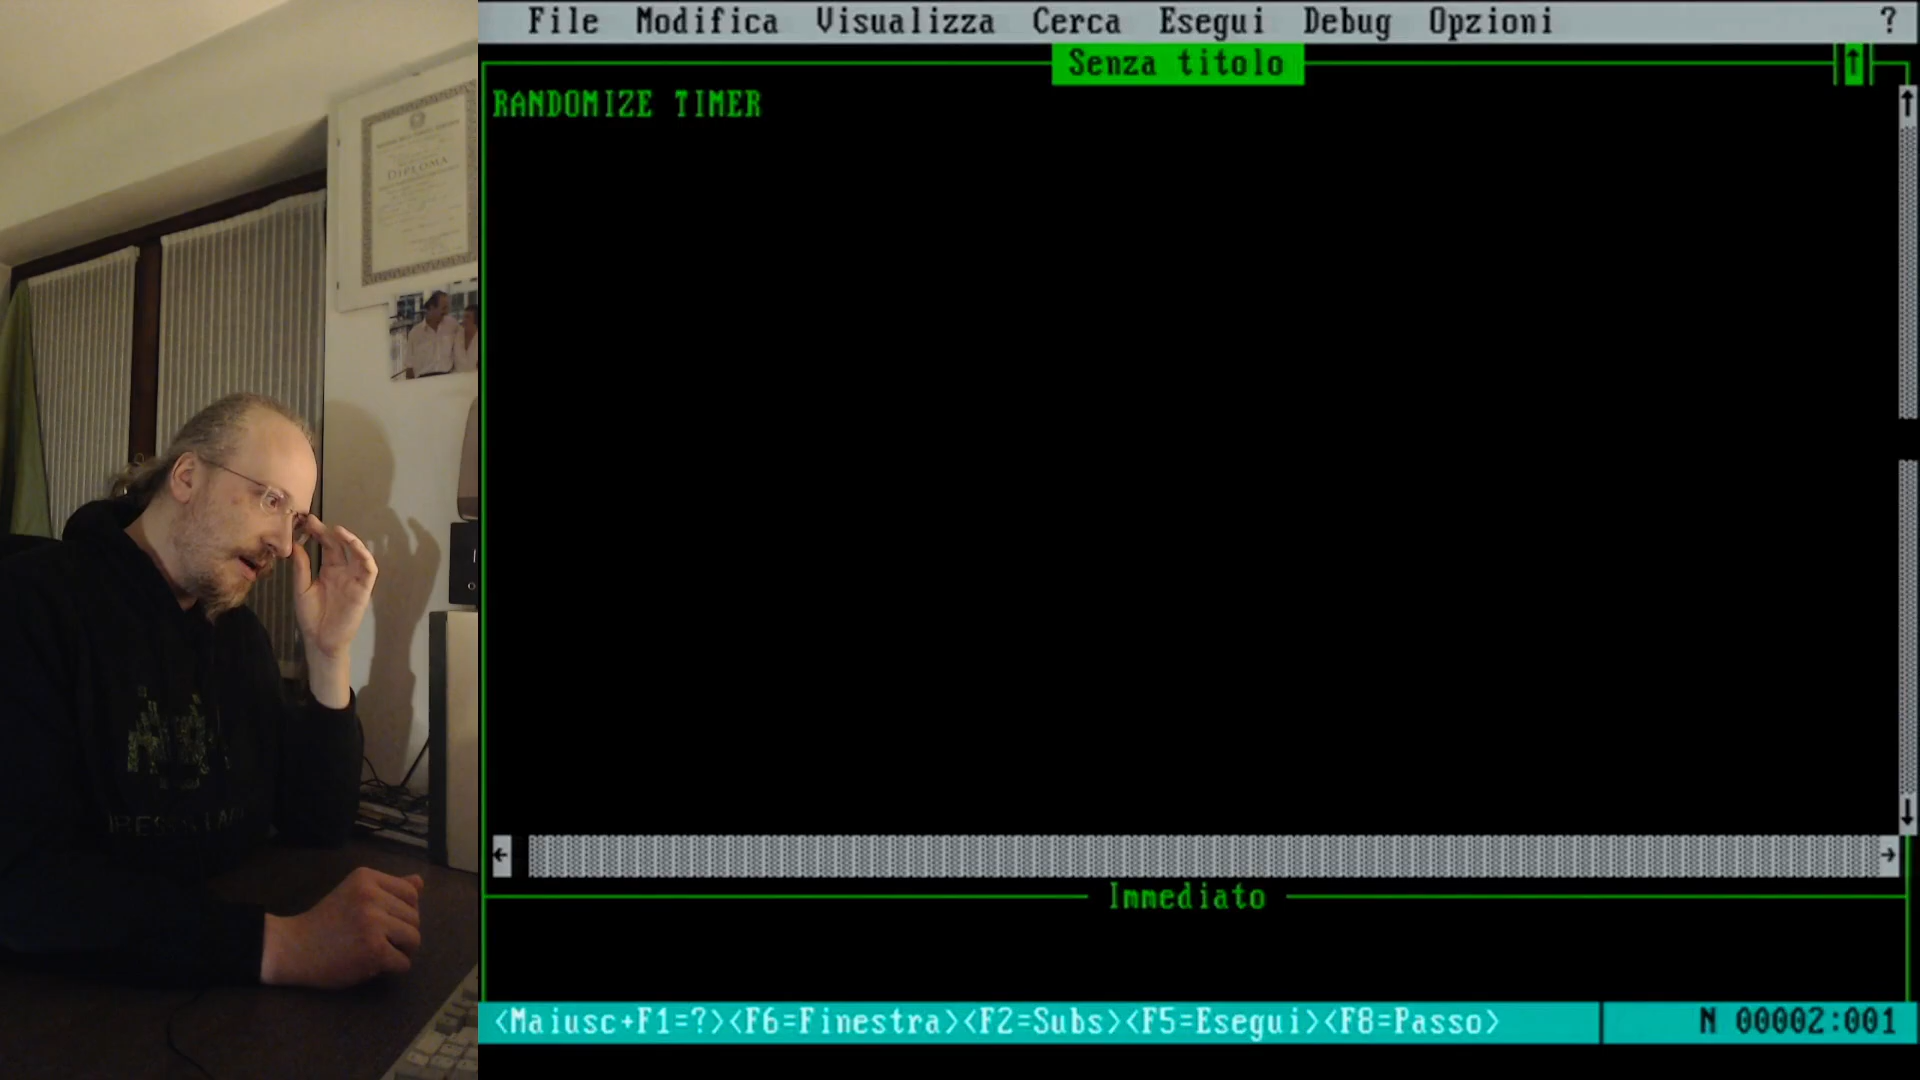 File Modifica Visualizza Cerca Esegui Debug Opzioni ?
Senza titolo
RANDOMIZE TIMER
Immediato
<Maiusc+F1=?><F6=Finestra><F2=Subs><F5=Esegui><F8=Passo> N 00002:001
DIPLOMA